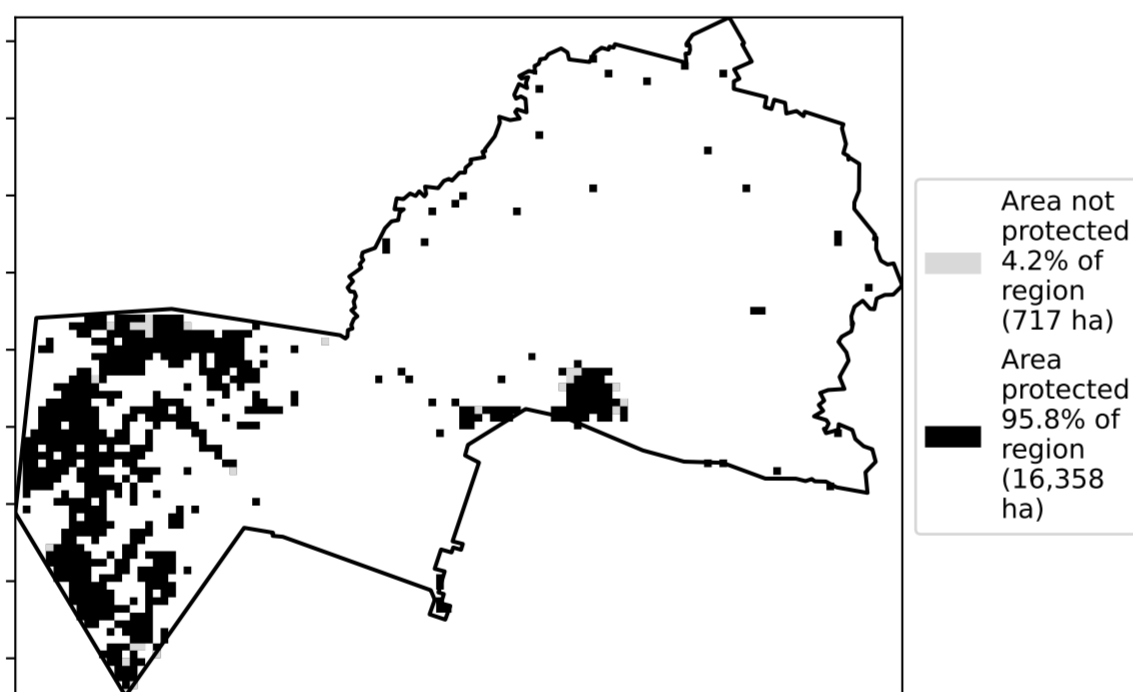 Area not
protected
4.2% of
region
(717 ha)
Area
protected
95.8% of
region
(16,358
ha)